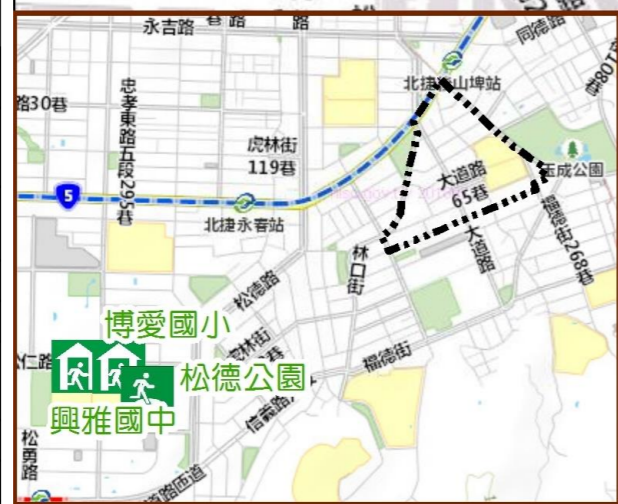 永吉路
路
路
同德路
北捷後山埤站
路30巷
忠孝東路五段295巷
虎林街
119巷
大道路
65巷
玉成公園
5
北捷永春站
林口街
大道路
福德街268巷
松德路
博愛國小
虎林街
福德街
松德公園
興雅國中
松勇路